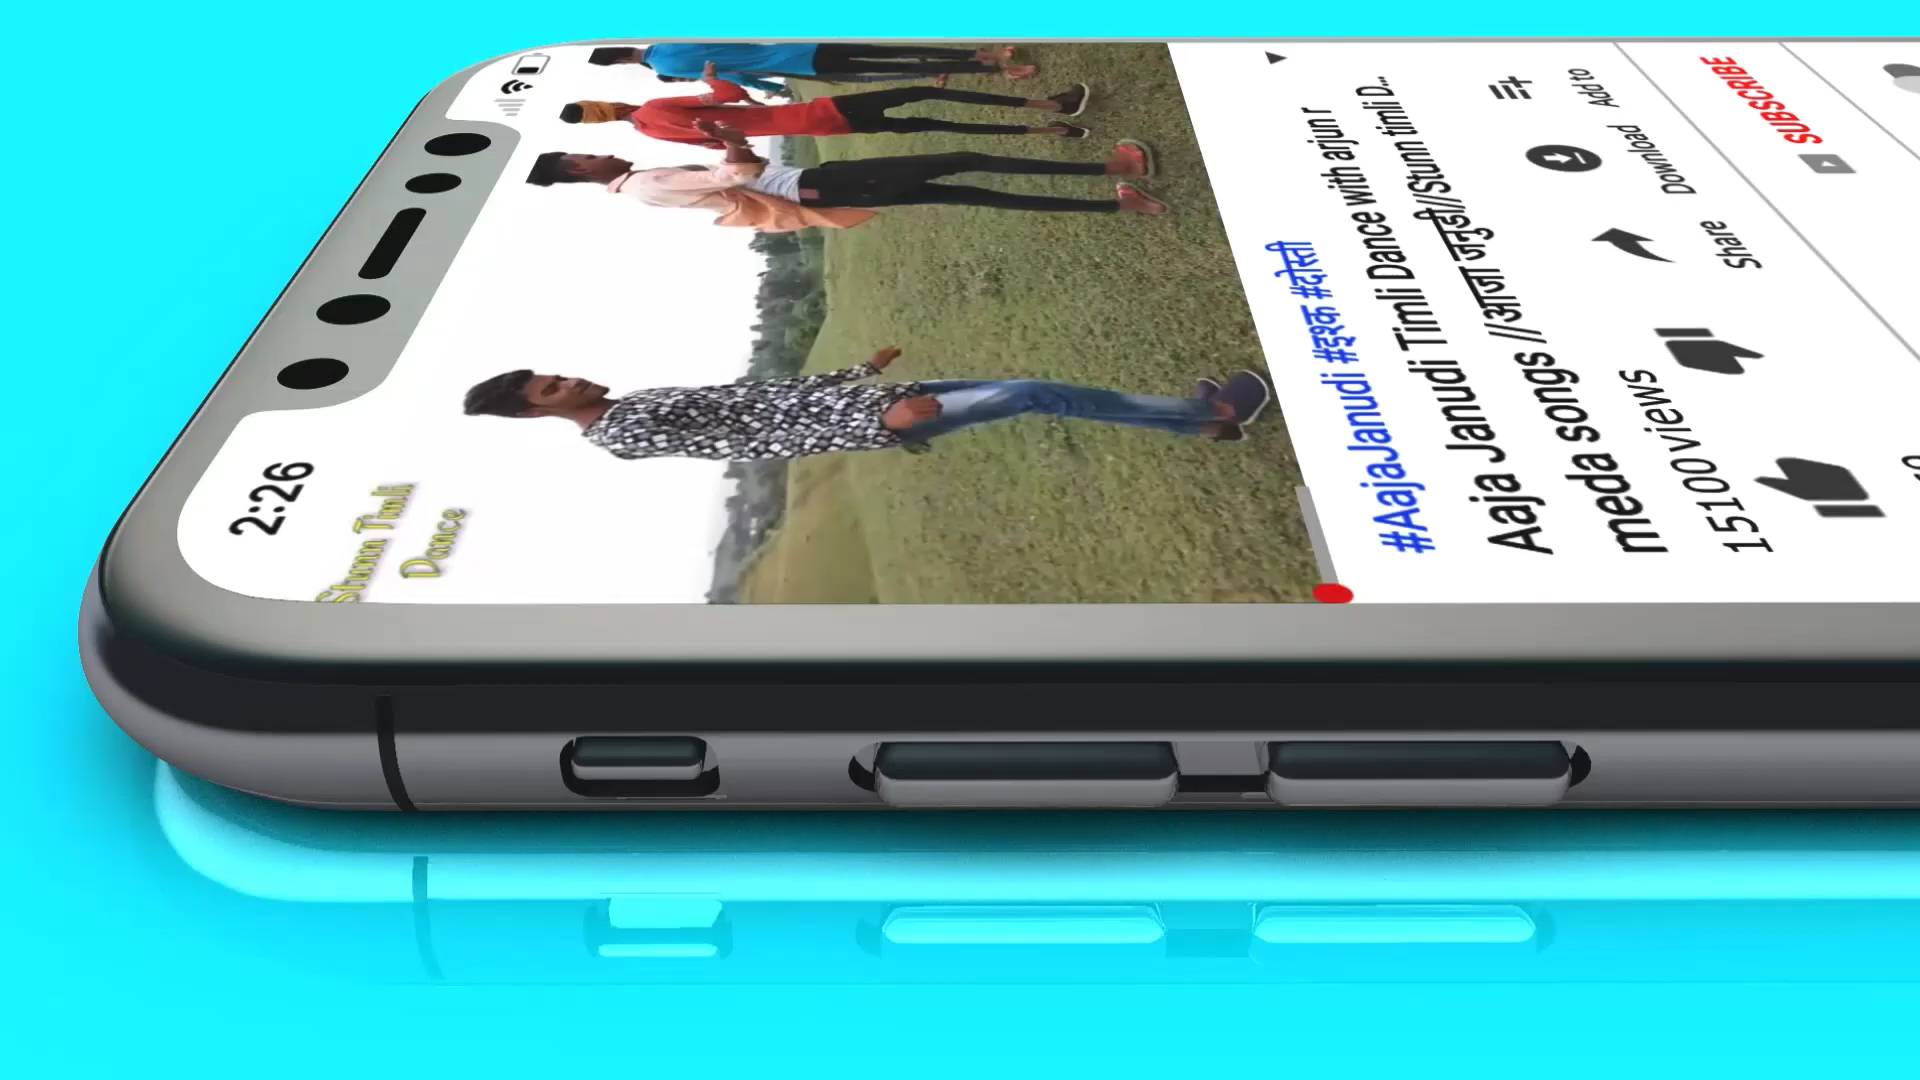 2:26
Stunn Timli
Dance
#AajaJanudi #इश्क #दोस्ती
Aaja Janudi Timli Dance with arjun r
meda songs //आजा जनुडी//Stunn timli D...
15100 views
Share
Download
Add to
SUBSCRIBE